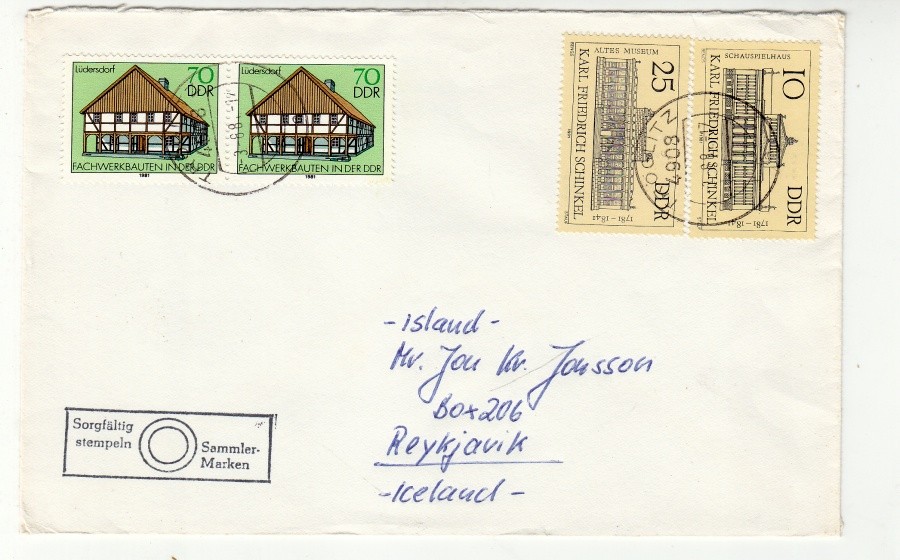 Lüdersdorf
70
DDR
FACHWERKBAUTEN IN DER DDR
1981
Lüdersdorf
70
DDR
FACHWERKBAUTEN IN DER DDR
1981
ALTES MUSEUM
25
KARL FRIEDRICH SCHINKEL
1781-1841
DDR
SCHAUSPIELHAUS
10
KARL FRIEDRICH SCHINKEL
1781-1841
DDR
- island -
Mr. Jon Kr. Jonsson
Box 206
Reykjavik
- Iceland -
Sorgfältig
stempeln
Sammler-
Marken